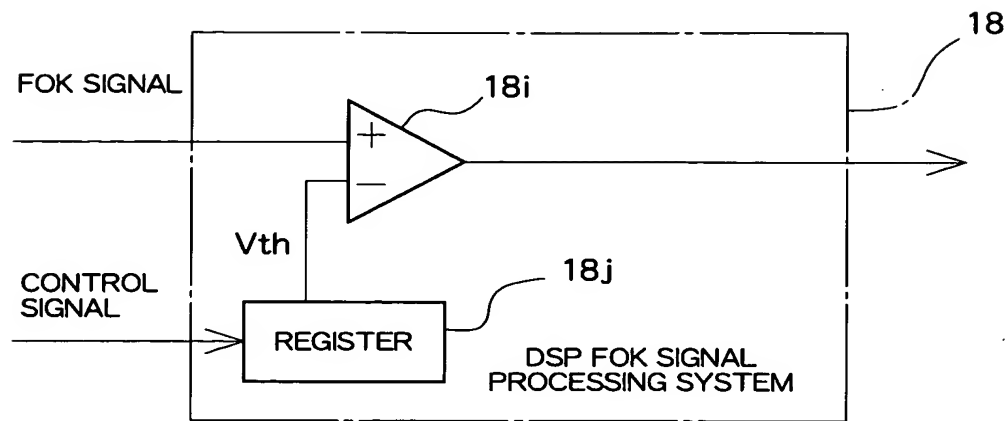 18
FOK SIGNAL
18i
+
−
Vth
CONTROL
SIGNAL
18j
REGISTER
DSP FOK SIGNAL
PROCESSING SYSTEM